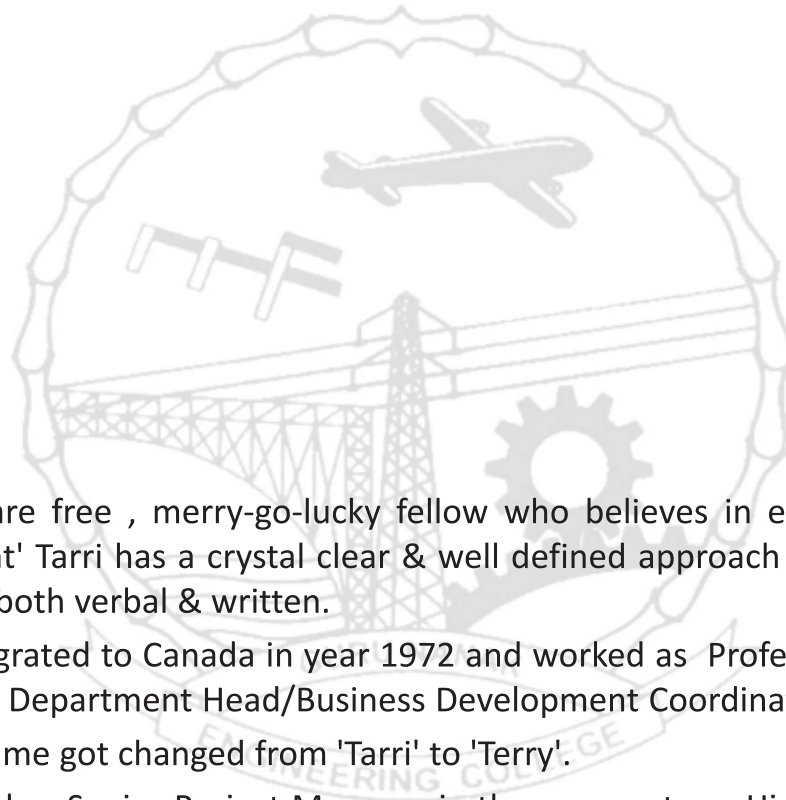 are free , merry-go-lucky fellow who believes in
t' Tarri has a crystal clear & well defined approach
both verbal & written.
grated to Canada in year 1972 and worked as Profe
Department Head/Business Development Coordina
me got changed from 'Tarri' to 'Terry'.
ENGINEERING COLLEGE